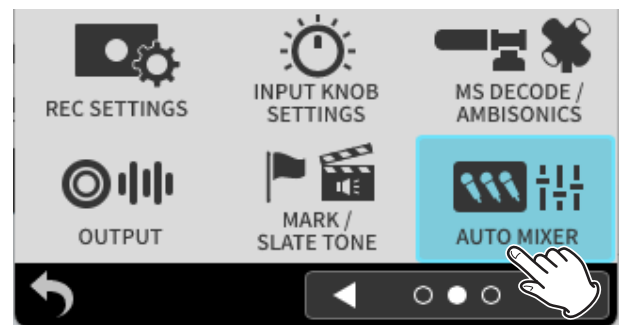 REC SETTINGS
INPUT KNOB
SETTINGS
MS DECODE /
AMBISONICS
OUTPUT
MARK /
SLATE TONE
AUTO MIXER